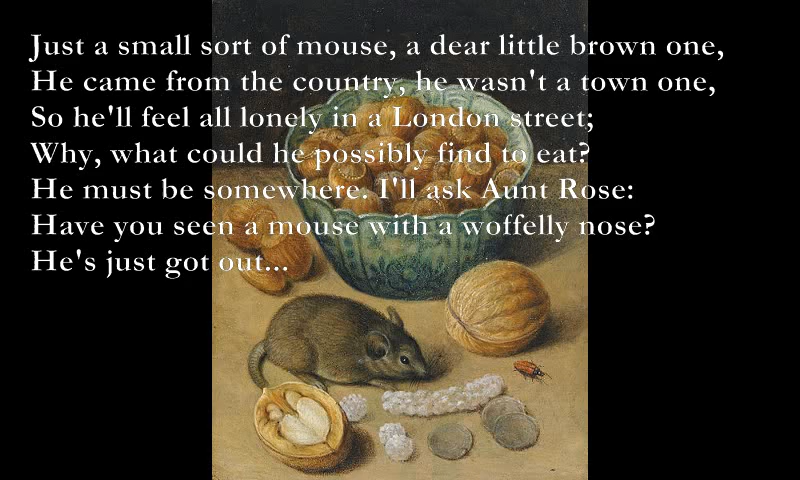 Just a small sort of mouse, a dear little brown one,
He came from the country, he wasn't a town one,
So he'll feel all lonely in a London street;
Why, what could he possibly find to eat?
He must be somewhere. I'll ask Aunt Rose:
Have you seen a mouse with a woffelly nose?
He's just got out...